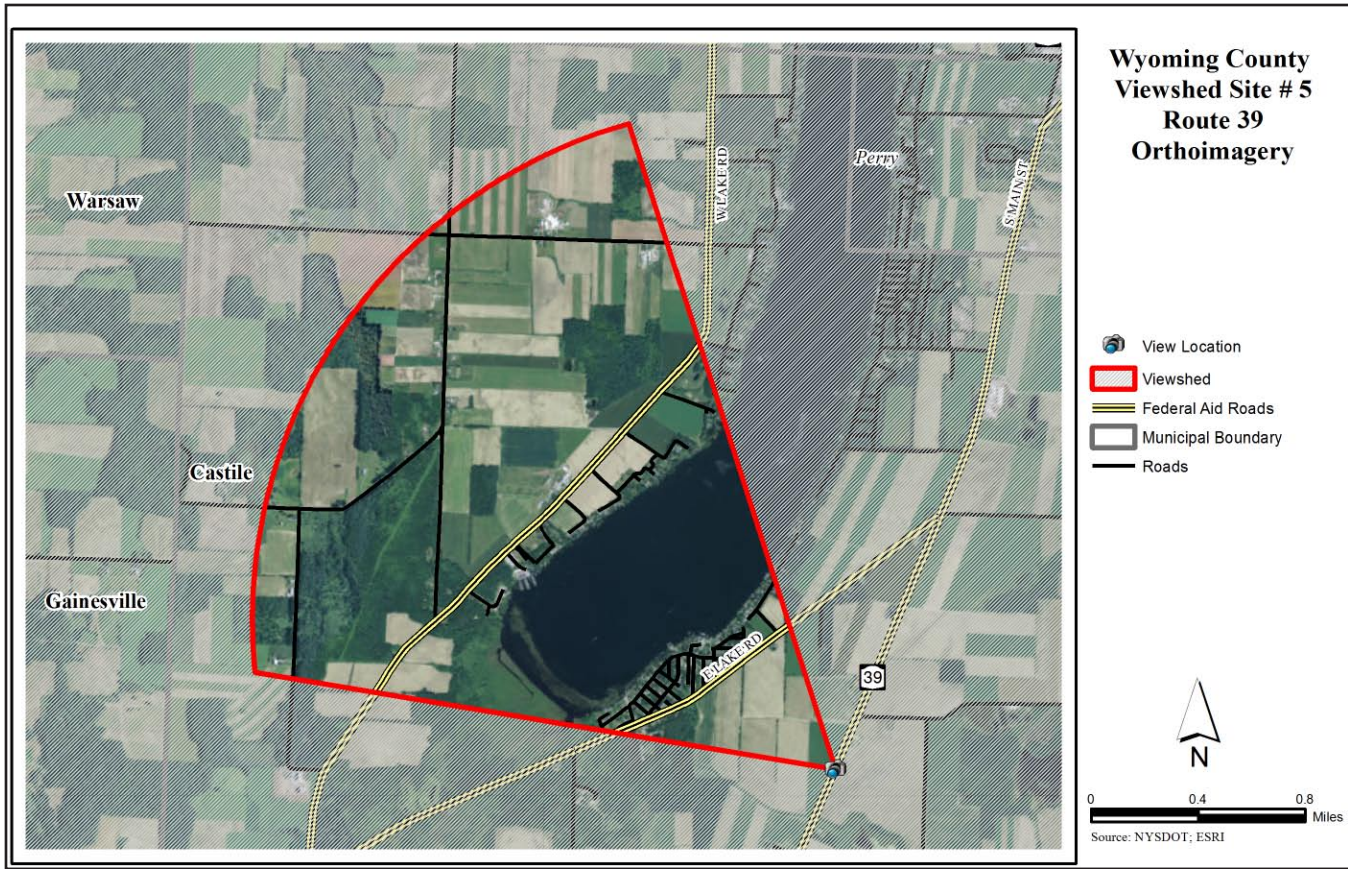 Wyoming County
Viewshed Site # 5
Route 39
Orthoimagery
Warsaw
Perry
W LAKE RD
S MAIN ST
Castile
Gainesville
E LAKE RD
39
View Location
Viewshed
Federal Aid Roads
Municipal Boundary
Roads
N
0 0.4 0.8
Miles
Source: NYSDOT; ESRI